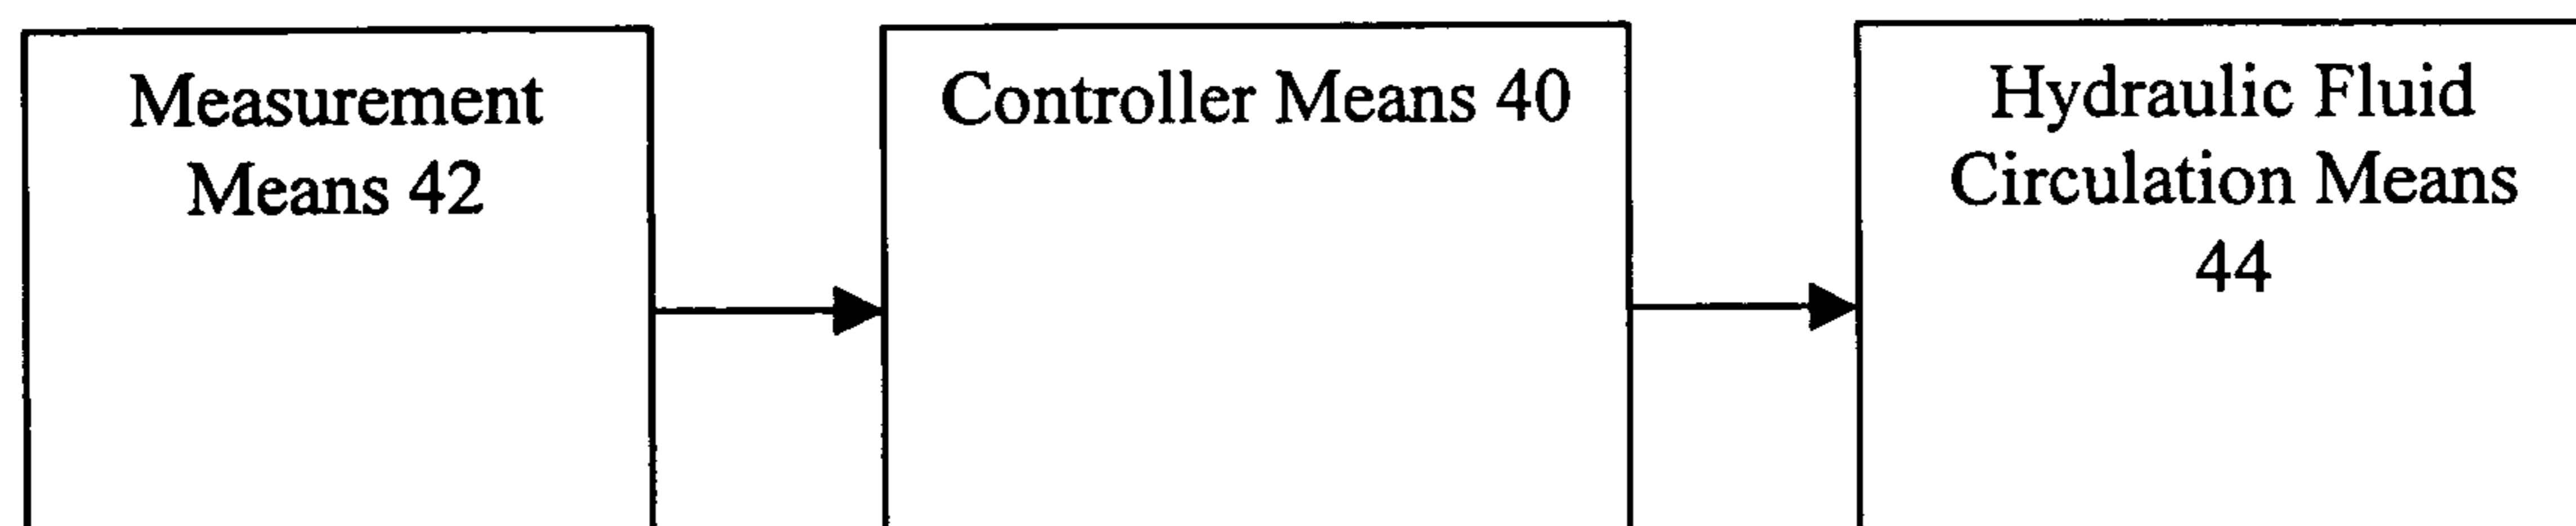 Measurement
Means 42
Controller Means 40
Hydraulic Fluid
Circulation Means
44